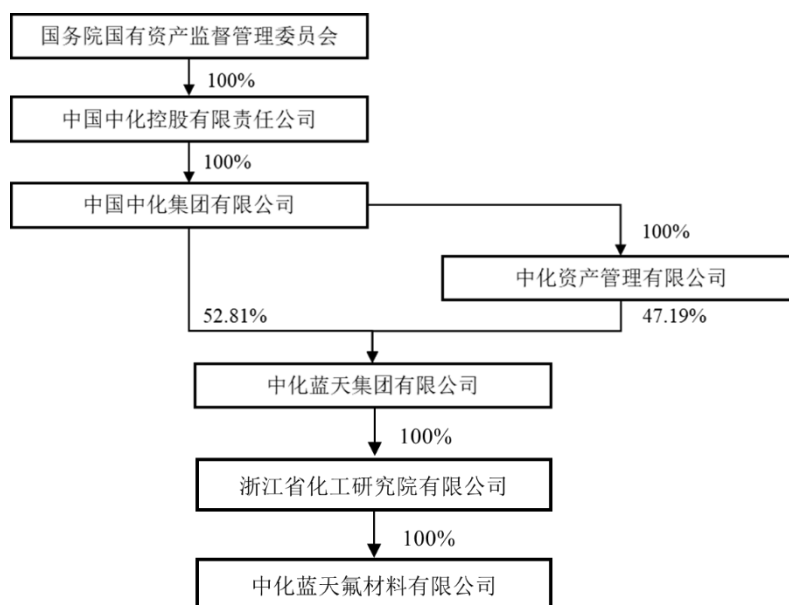 国务院国有资产监督管理委员会
100%
中国中化控股有限责任公司
100%
中国中化集团有限公司
100%
中化资产管理有限公司
52.81%
47.19%
中化蓝天集团有限公司
100%
浙江省化工研究院有限公司
100%
中化蓝天氟材料有限公司